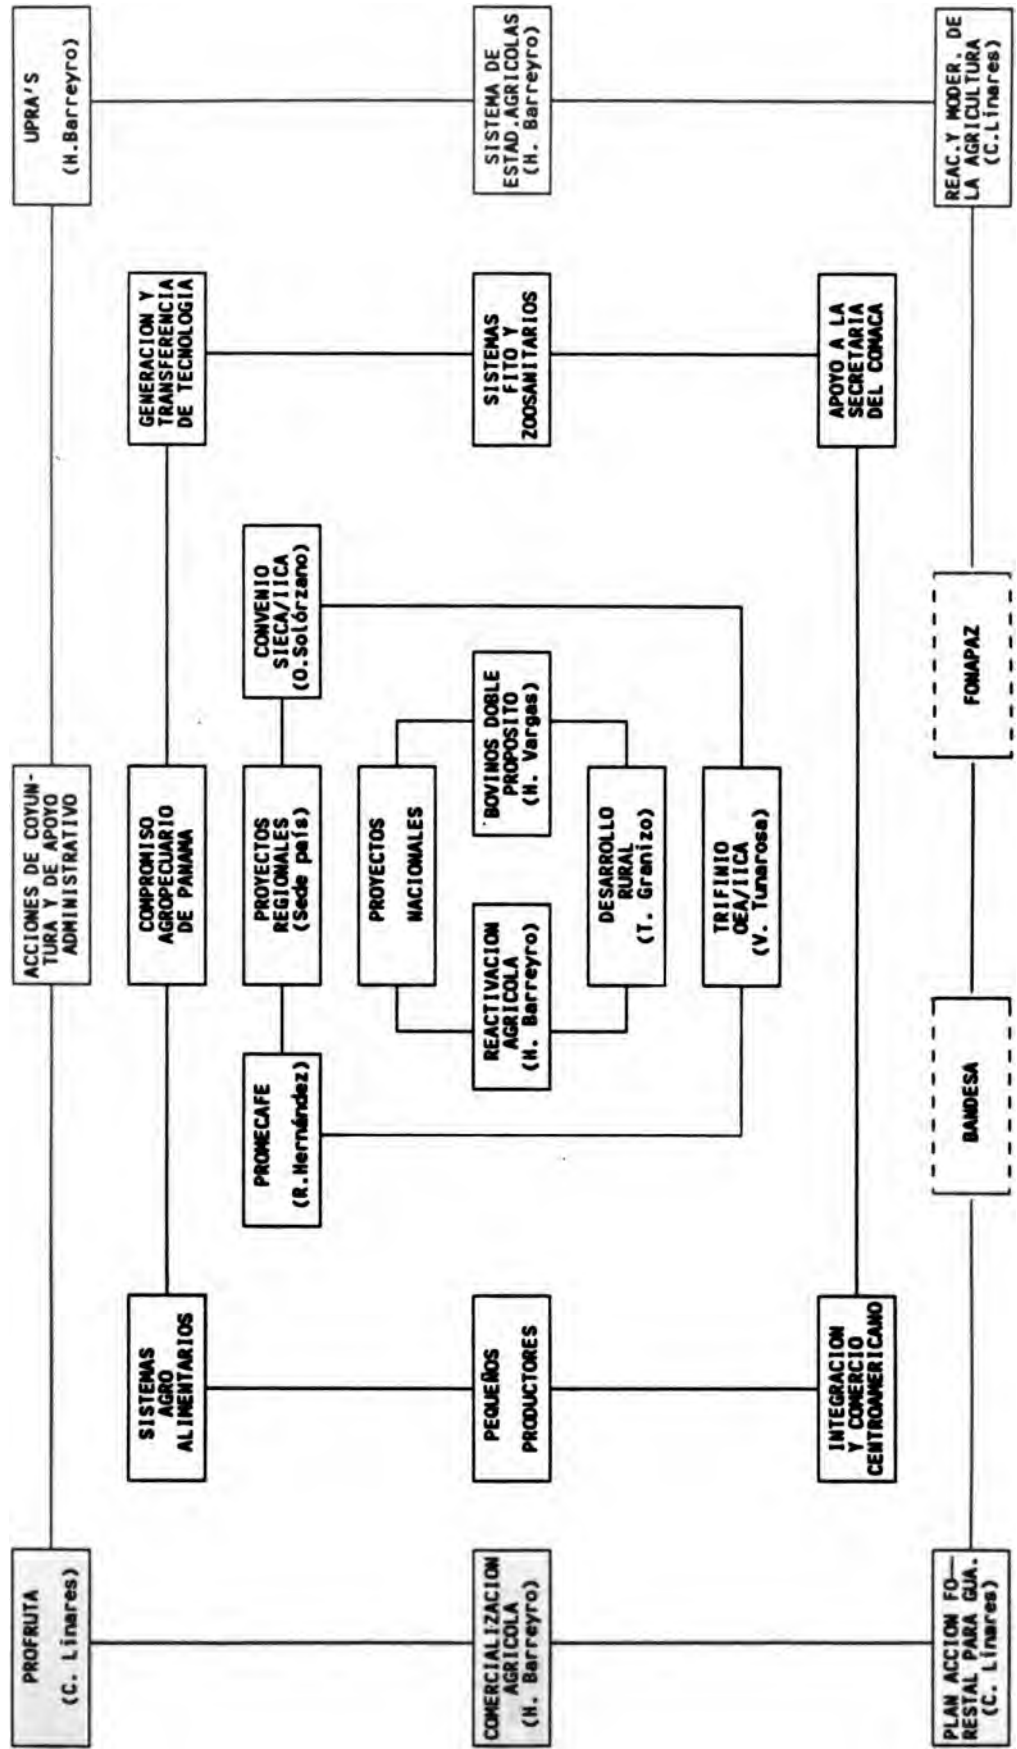 PROFRUTA
(C. Linares)
ACCIONES DE COYUN-
TURA Y DE APOYO
ADMINISTRATIVO
UPRA'S
(H.Barreyro)
SISTEMAS
AGRO
ALIMENTARIOS
COMPROMISO
AGROPECUARIO
DE PANAMA
GENERACION Y
TRANSFERENCIA
DE TECNOLOGIA
PROMECAFE
(R.Hernández)
PROYECTOS
REGIONALES
(Sede país)
CONVENIO
SIECA/IICA
(O.Solórzano)
PROYECTOS
NACIONALES
COMERCIALIZACION
AGRICOLA
(H. Barreyro)
PEQUEÑOS
PRODUCTORES
REACTIVACION
AGRICOLA
(H. Barreyro)
BOVINOS DOBLE
PROPOSITO
(H. Vargas)
SISTEMAS
FITO Y
ZOOSANITARIOS
SISTEMA DE
ESTAD.AGRICOLAS
(H. Barreyro)
DESARROLLO
RURAL
(T. Granizo)
TRIFINIO
OEA/IICA
(V. Tunarosa)
INTEGRACION
Y COMERCIO
CENTROAMERICANO
APOYO A LA
SECRETARIA
DEL COMACA
PLAN ACCION FO-
RESTAL PARA GUA.
(C. Linares)
BANDESA
FONAPAZ
REAC.Y MODER. DE
LA AGRICULTURA
(C.Linares)